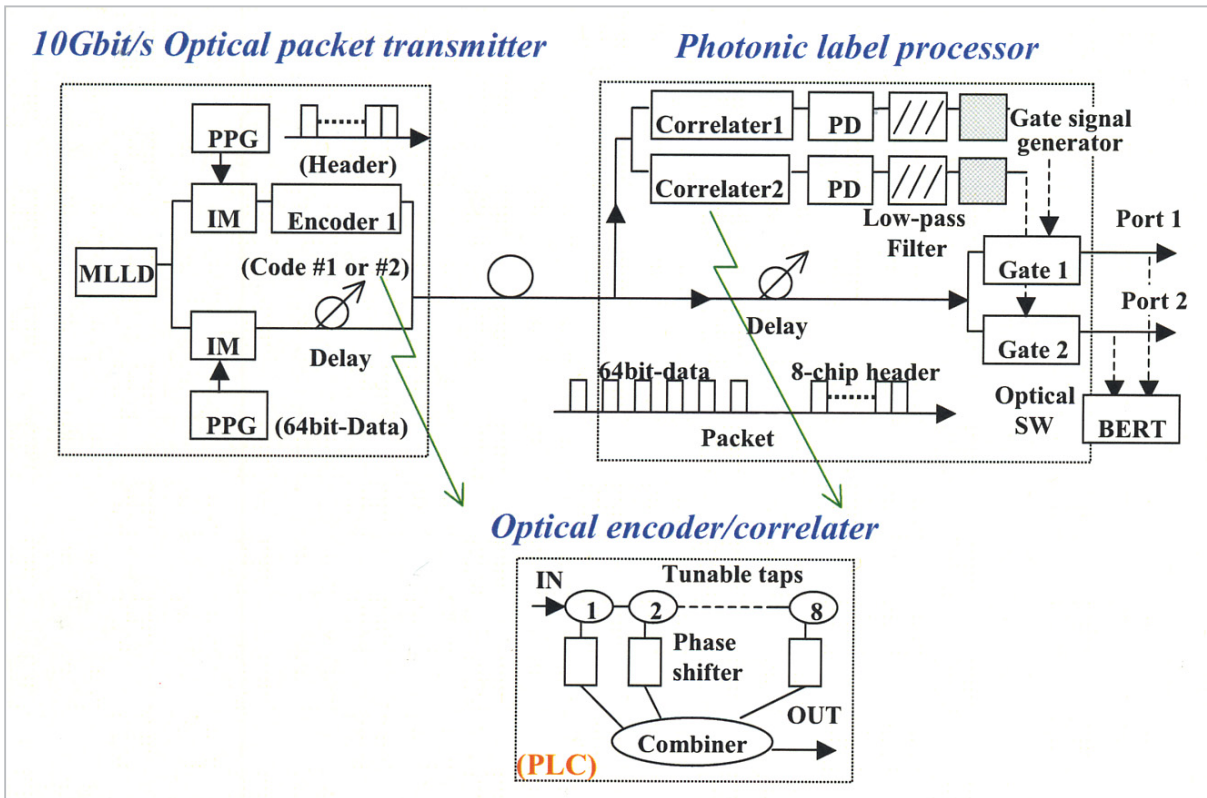 10Gbit/s Optical packet transmitter
PPG
(Header)
IM
Encoder 1
MLLD
(Code #1 or #2)
IM
Delay
PPG
(64bit-Data)
Photonic label processor
Correlater1
PD
Gate signal
generator
Correlater2
PD
Low-pass
Filter
Port 1
Gate 1
Port 2
Delay
Gate 2
64bit-data
8-chip header
Optical
SW
BERT
Packet
Optical encoder/correlater
IN
Tunable taps
1
2
8
Phase
shifter
OUT
Combiner
(PLC)